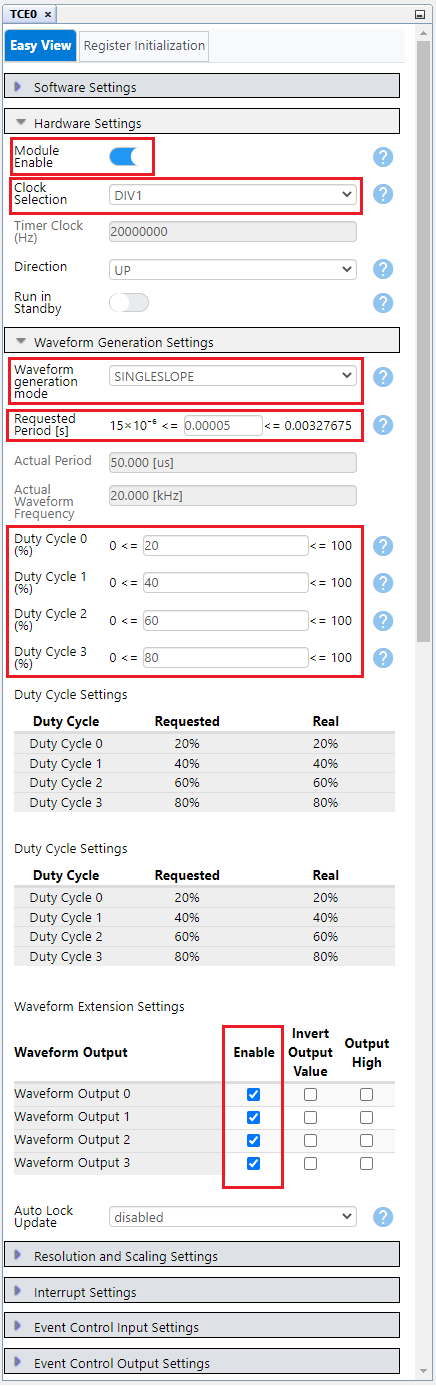 TCE0 ×
Easy View
Register Initialization
Software Settings
Hardware Settings
Module
Enable
Clock
Selection
DIV1
Timer Clock
(Hz)
20000000
Direction
UP
Run in
Standby
Waveform Generation Settings
Waveform
generation
mode
SINGLESLOPE
Requested
Period [s]
15×10⁻⁶ <= 0.00005 <= 0.00327675
Actual Period
50.000 [us]
Actual
Waveform
Frequency
20.000 [kHz]
Duty Cycle 0
(%)
0 <= 20 <= 100
Duty Cycle 1
(%)
0 <= 40 <= 100
Duty Cycle 2
(%)
0 <= 60 <= 100
Duty Cycle 3
(%)
0 <= 80 <= 100
Duty Cycle Settings
Duty Cycle Requested Real
Duty Cycle 0 20% 20%
Duty Cycle 1 40% 40%
Duty Cycle 2 60% 60%
Duty Cycle 3 80% 80%
Duty Cycle Settings
Duty Cycle Requested Real
Duty Cycle 0 20% 20%
Duty Cycle 1 40% 40%
Duty Cycle 2 60% 60%
Duty Cycle 3 80% 80%
Waveform Extension Settings
Waveform Output
Enable
Invert
Output
Value
Output
High
Waveform Output 0
Waveform Output 1
Waveform Output 2
Waveform Output 3
Auto Lock
Update
disabled
Resolution and Scaling Settings
Interrupt Settings
Event Control Input Settings
Event Control Output Settings